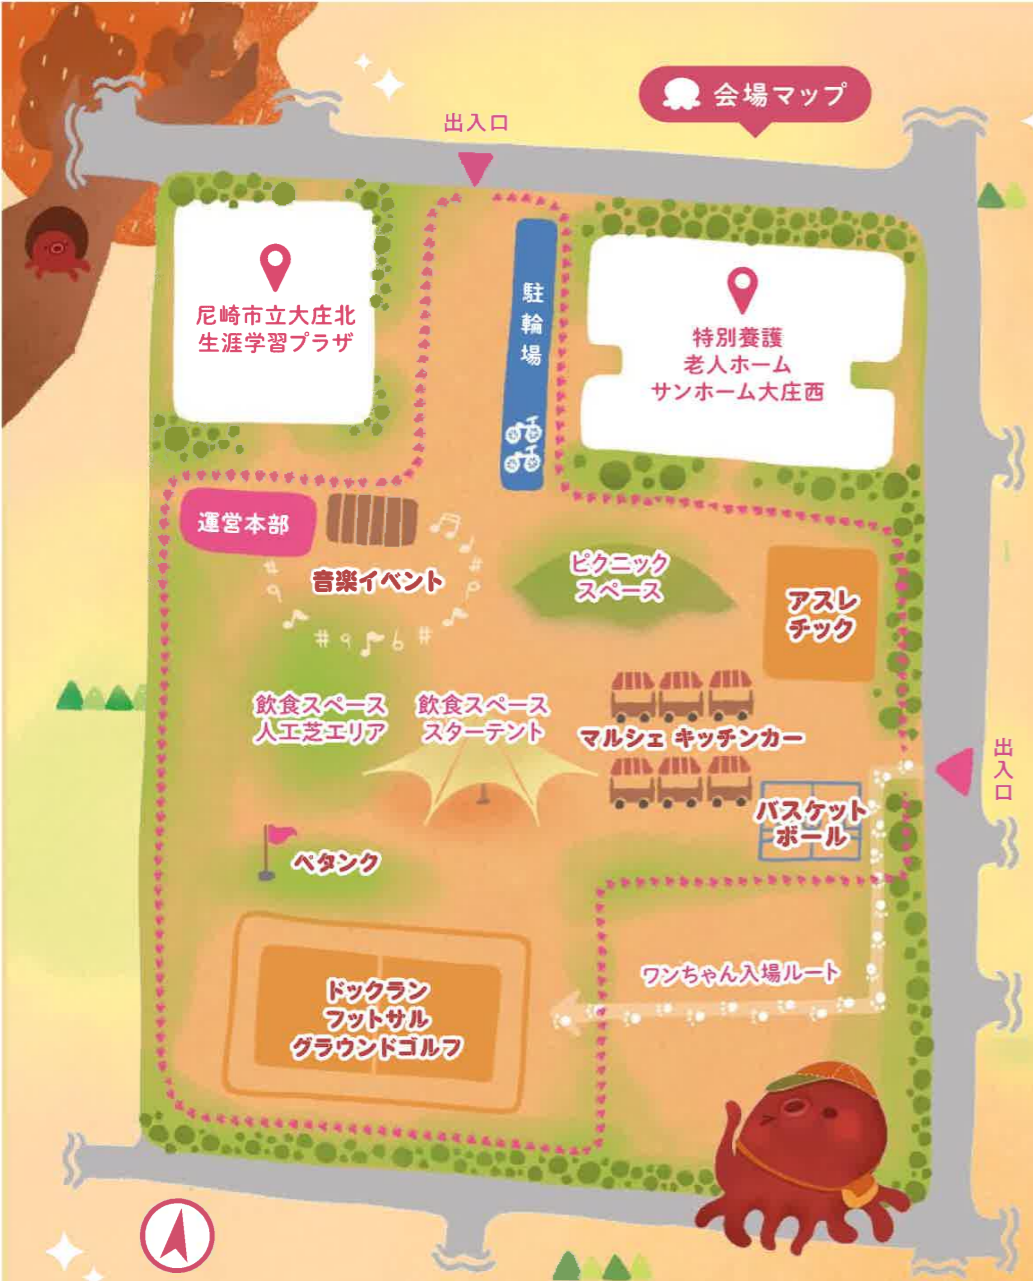 会場マップ
出入口
尼崎市立大庄北
生涯学習プラザ
駐輪場
特別養護
老人ホーム
サンホーム大庄西
運営本部
音楽イベント
ピクニック
スペース
アスレ
チック
飲食スペース
人工芝エリア
飲食スペース
スターテント
マルシェ キッチンカー
出入口
バスケット
ボール
ペタンク
ワンちゃん入場ルート
ドックラン
フットサル
グラウンドゴルフ